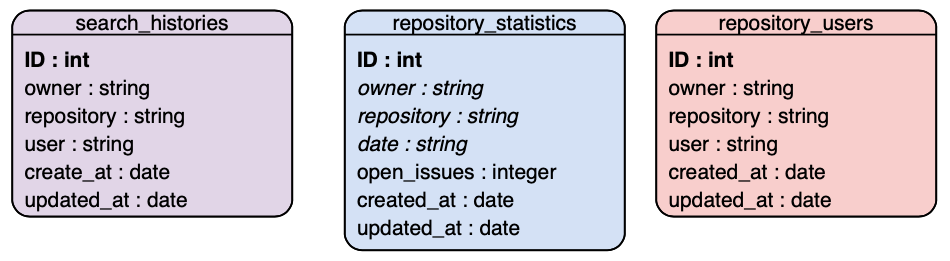 search_histories
ID : int
owner : string
repository : string
user : string
create_at : date
updated_at : date
repository_statistics
ID : int
owner : string
repository : string
date : string
open_issues : integer
created_at : date
updated_at : date
repository_users
ID : int
owner : string
repository : string
user : string
created_at : date
updated_at : date